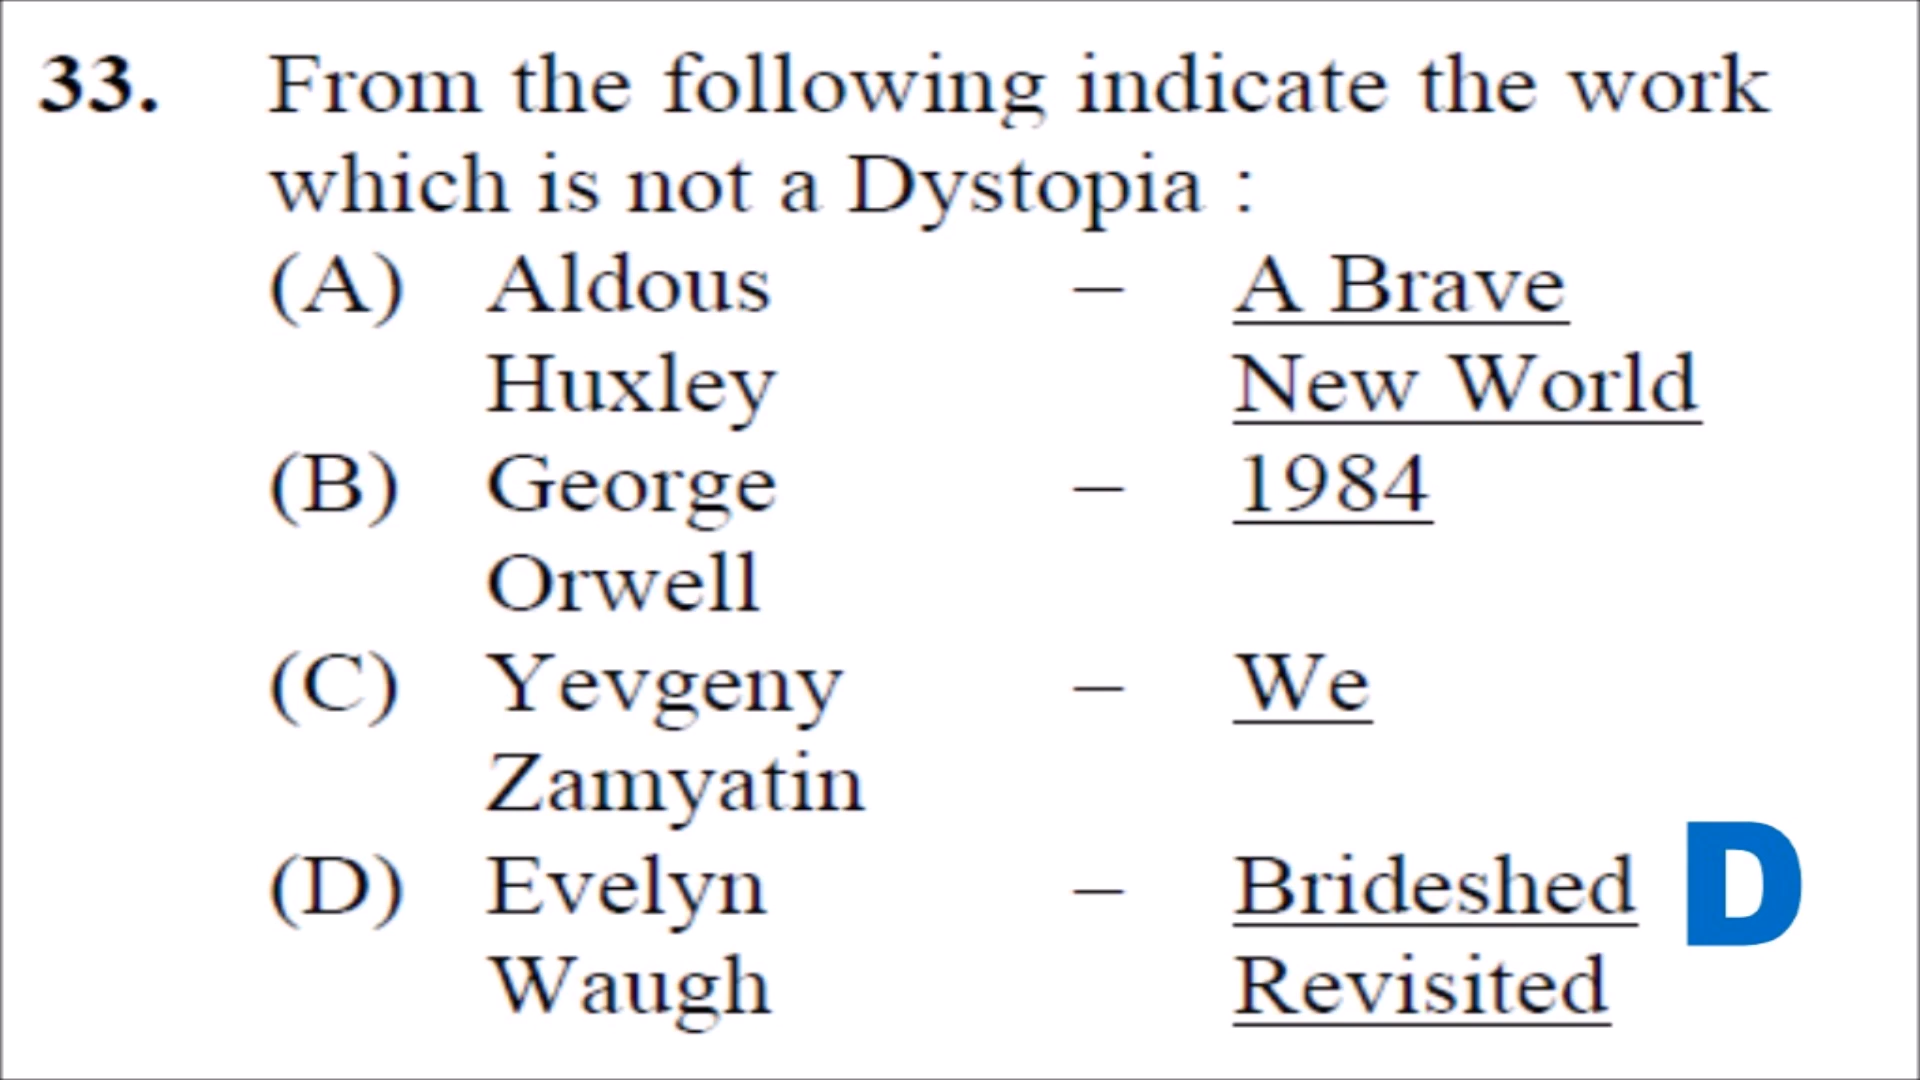 33. From the following indicate the work
which is not a Dystopia :
(A) Aldous – A Brave
Huxley New World
(B) George – 1984
Orwell
(C) Yevgeny – We
Zamyatin
(D) Evelyn – Brideshed D
Waugh Revisited